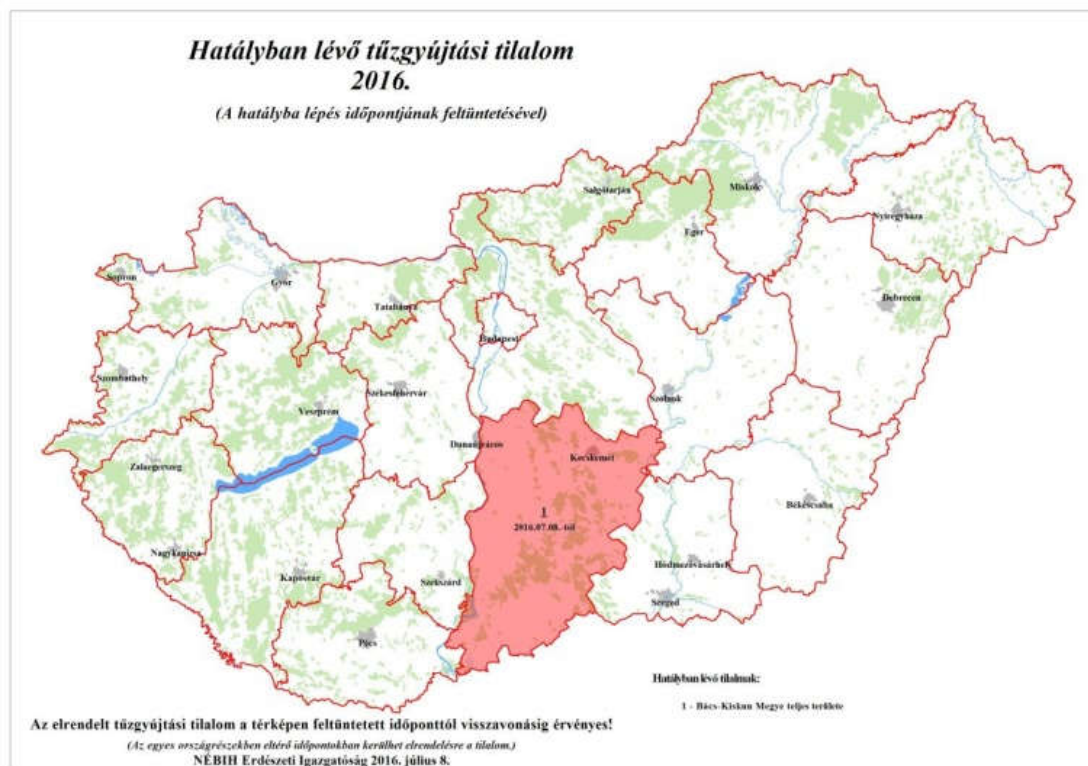 Hatályban lévő tűzgyújtási tilalom
2016.
(A hatályba lépés időpontjának feltüntetésével)
Salgótarján
Miskolc
Nyíregyháza
Eger
Sopron
Győr
Debrecen
Tatabánya
Budapest
Szombathely
Székesfehérvár
Szolnok
Veszprém
Dunaújváros
Zalaegerszeg
Kecskemét
Békéscsaba
1
2016.07.08.-tól
Nagykanizsa
Kaposvár
Szekszárd
Hódmezővásárhely
Szeged
Pécs
Hatályban lévő tilalmak:
1 - Bács-Kiskun Megye teljes területe
Az elrendelt tűzgyújtási tilalom a térképen feltüntetett időponttól visszavonásig érvényes!
(Az egyes országrészekben eltérő időpontokban kerülhet elrendelésre a tilalom.)
NÉBIH Erdészeti Igazgatóság 2016. július 8.